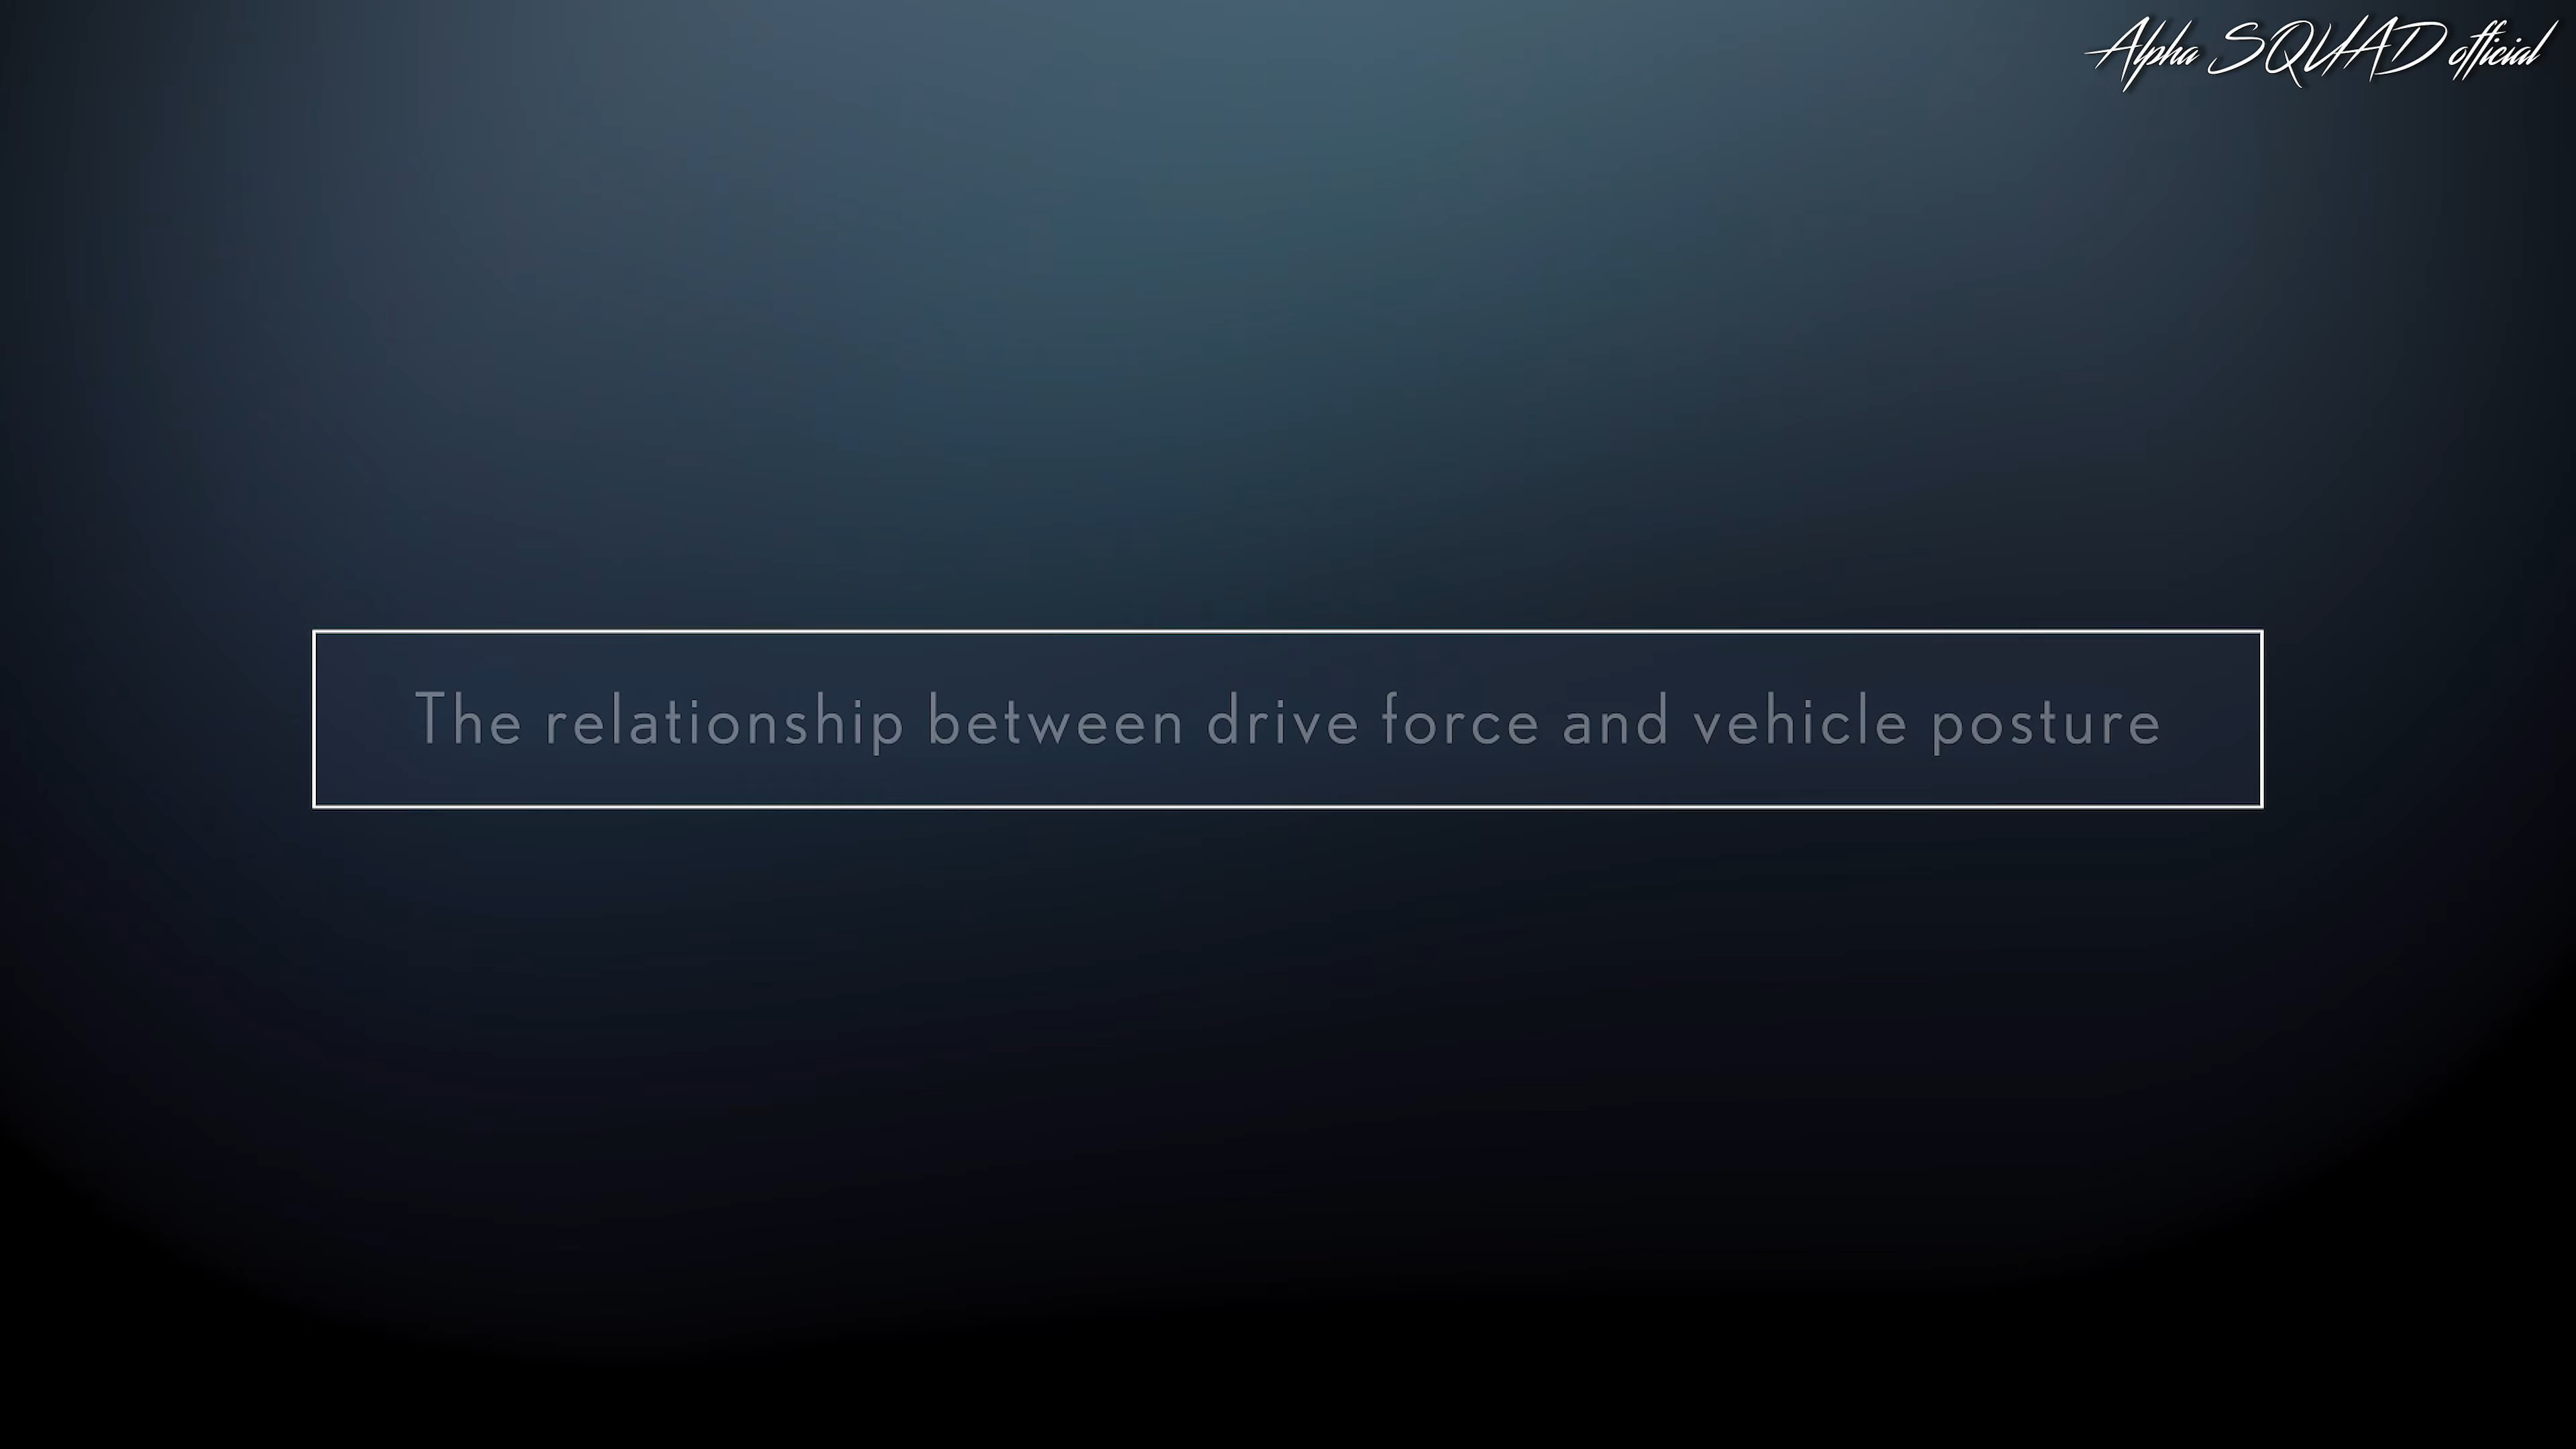 Alpha SQUAD official
The relationship between drive force and vehicle posture